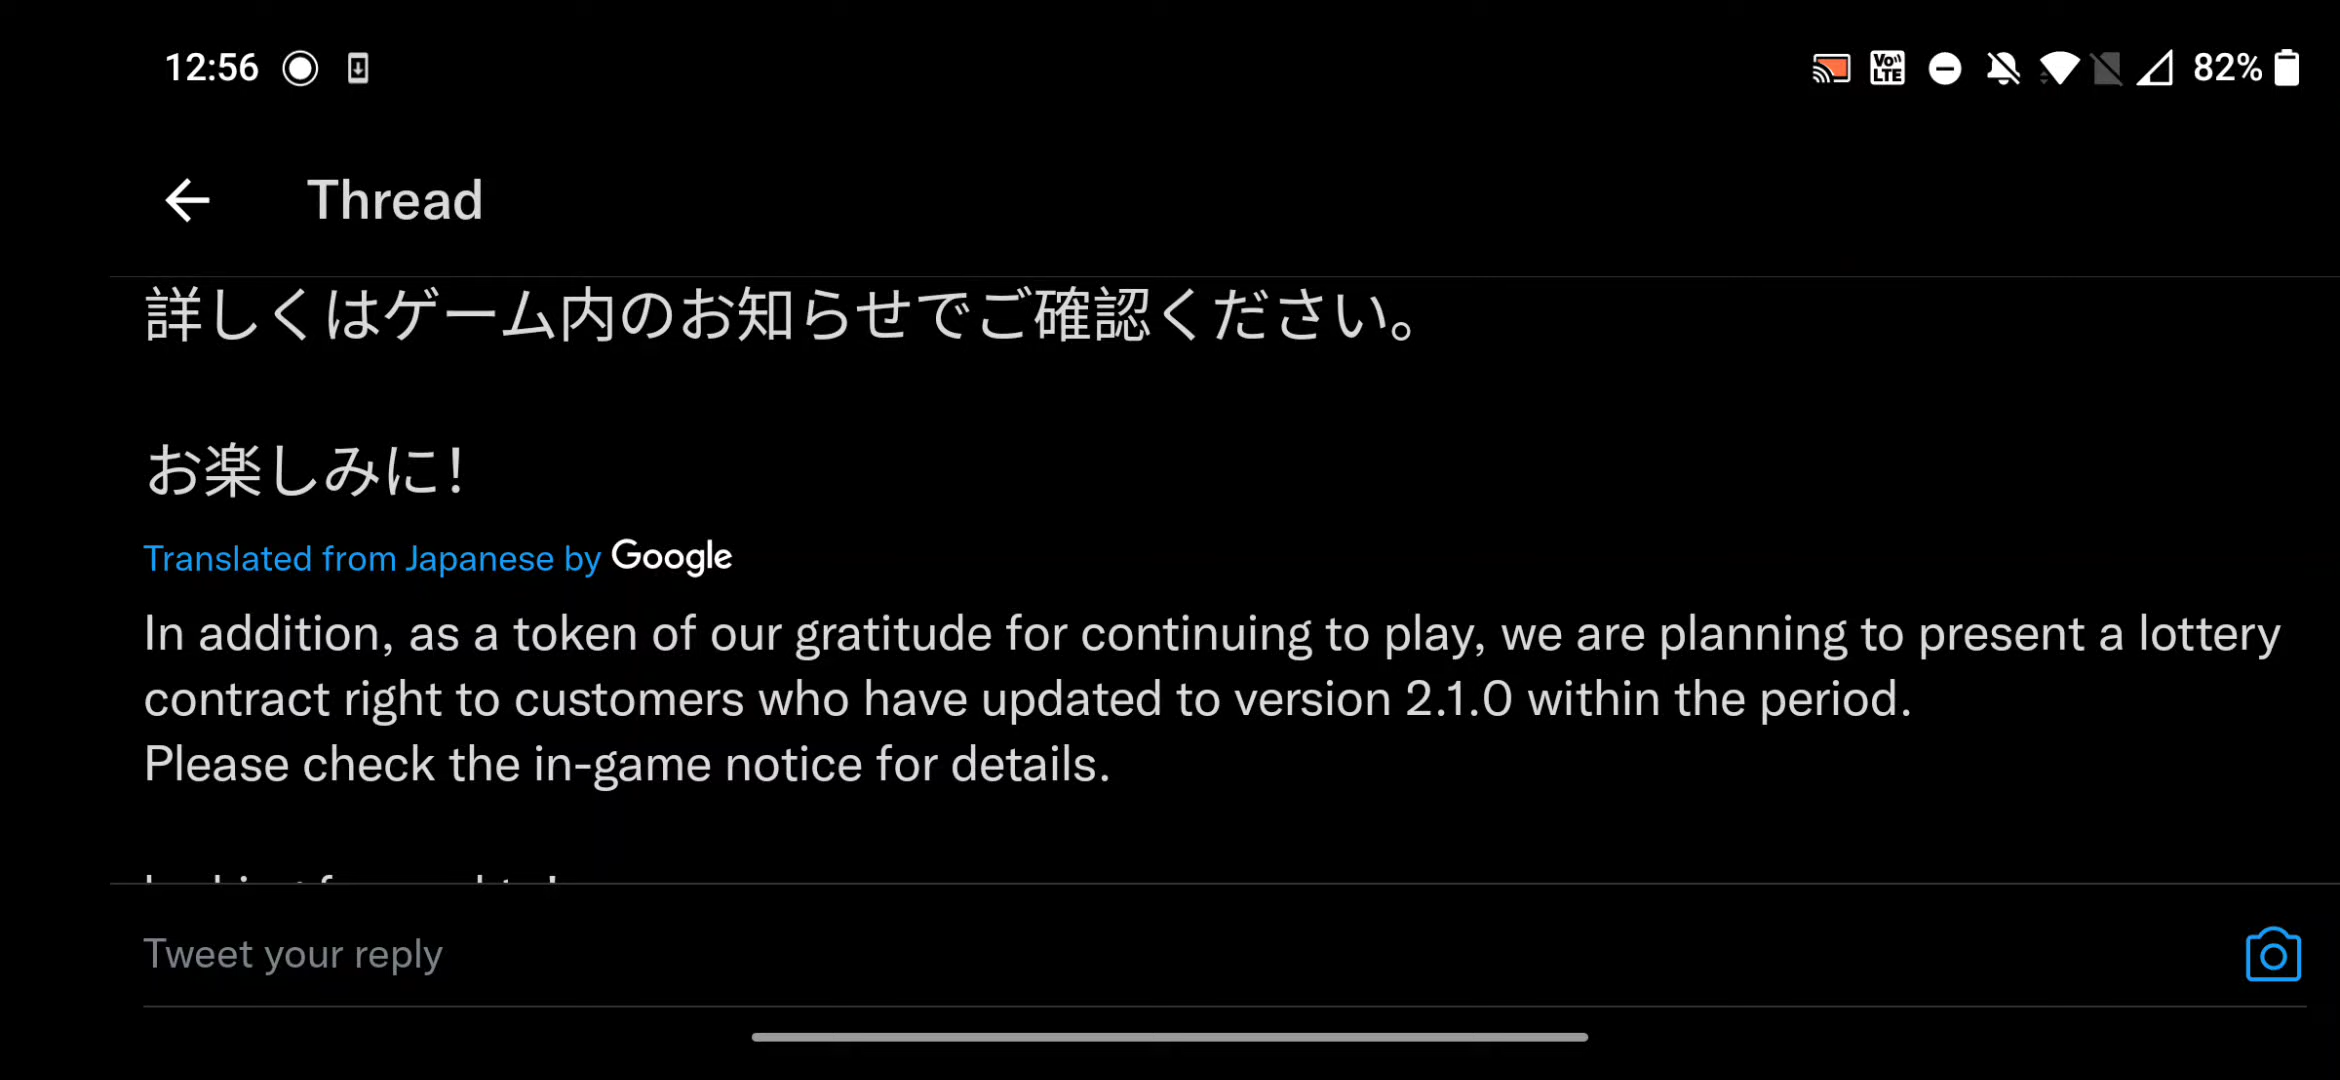 12:56
Vo LTE
82%
Thread
詳しくはゲーム内のお知らせでご確認ください。
お楽しみに!
Translated from Japanese by Google
In addition, as a token of our gratitude for continuing to play, we are planning to present a lottery
contract right to customers who have updated to version 2.1.0 within the period.
Please check the in-game notice for details.
Tweet your reply